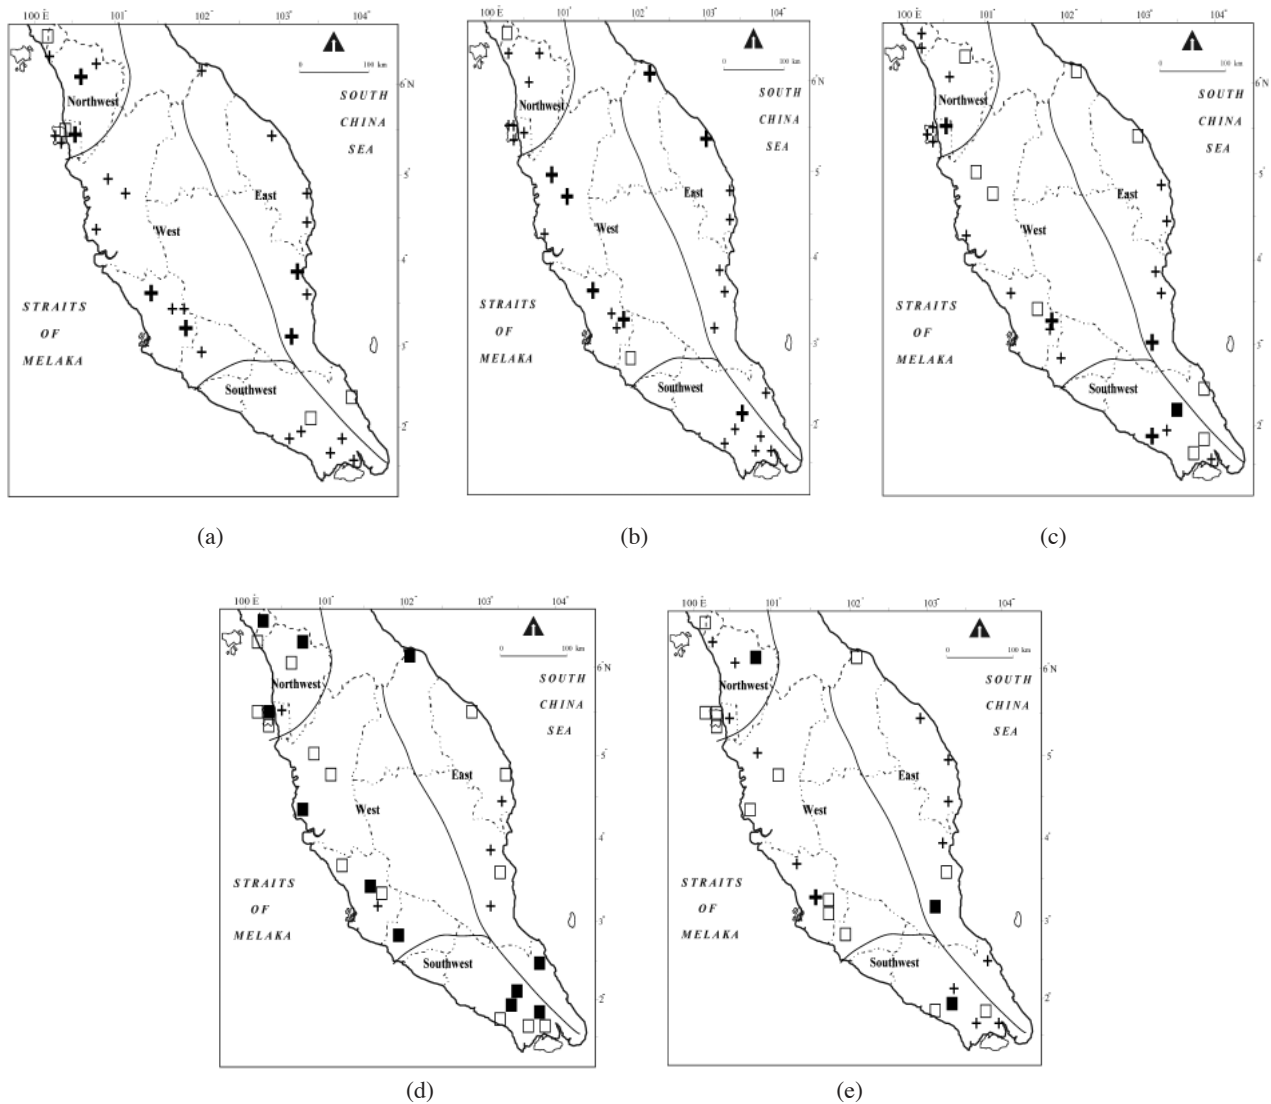 100 E 101 102 103 104
0 100 km
6°N
SOUTH
CHINA
SEA
Northwest
5°
East
West
4°
STRAITS
OF
MELAKA
3°
Southwest
2°
(a)
100 E 101 102 103 104
0 100 km
6°N
SOUTH
CHINA
SEA
Northwest
5°
East
West
4°
STRAITS
OF
MELAKA
3°
Southwest
2°
(b)
100 E 101 102 103 104
0 100 km
6°N
SOUTH
CHINA
SEA
Northwest
5°
East
West
4°
STRAITS
OF
MELAKA
3°
Southwest
2°
(c)
100 E 101 102 103 104
0 100 km
6°N
SOUTH
CHINA
SEA
Northwest
5°
East
West
4°
STRAITS
OF
MELAKA
3°
Southwest
2°
(d)
100 E 101 102 103 104
0 100 km
6°N
SOUTH
CHINA
SEA
Northwest
5°
East
West
4°
STRAITS
OF
MELAKA
3°
Southwest
2°
(e)